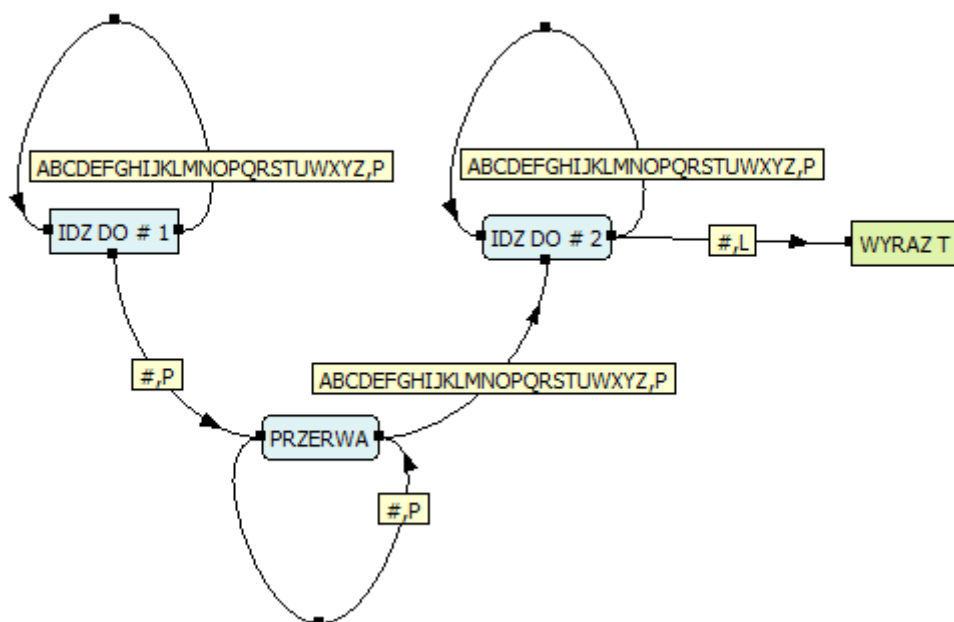 ABCDEFGHIJKLMNOPQRSTUWXYZ,P
ABCDEFGHIJKLMNOPQRSTUWXYZ,P
IDZ DO # 1
IDZ DO # 2
#,L
WYRAZ T
#,P
ABCDEFGHIJKLMNOPQRSTUWXYZ,P
PRZERWA
#,P